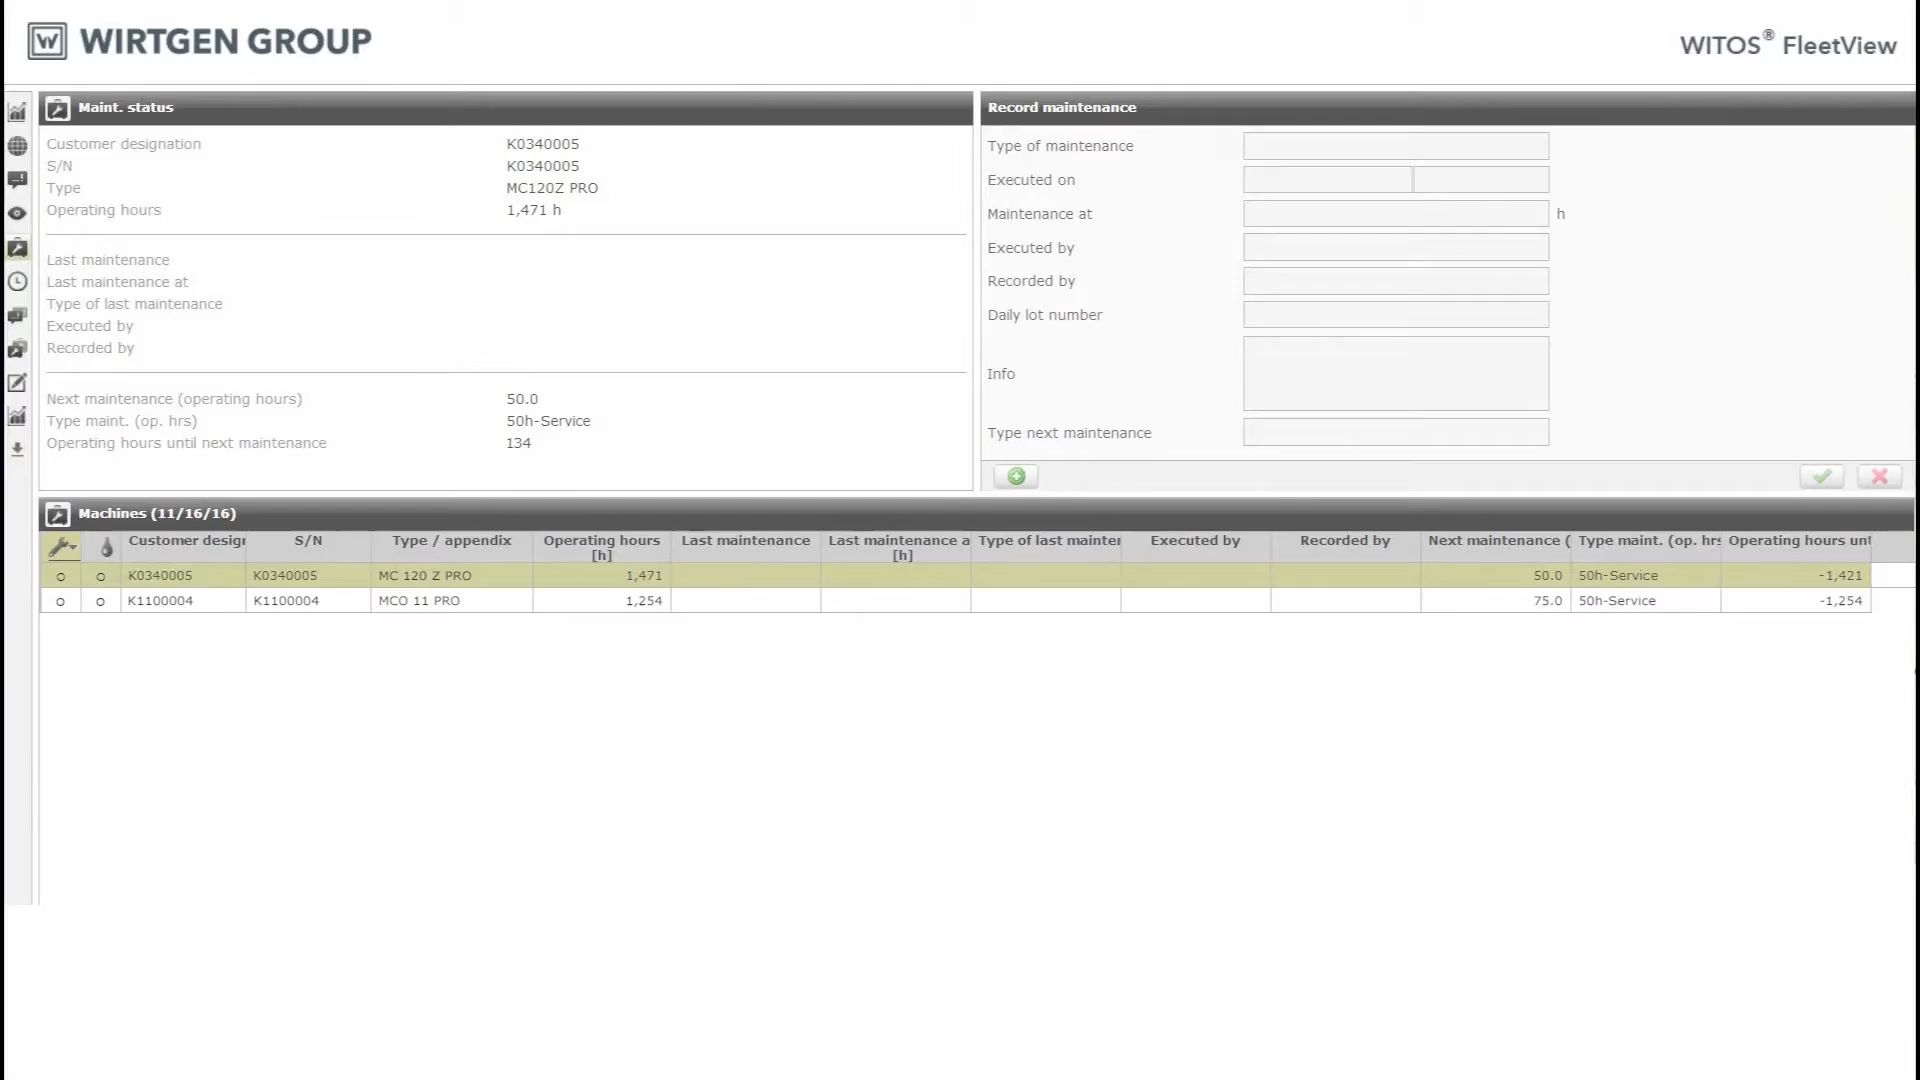 W WIRTGEN GROUP
WITOS® FleetView
Maint. status
Customer designation K0340005
S/N K0340005
Type MC120Z PRO
Operating hours 1,471 h
Last maintenance
Last maintenance at
Type of last maintenance
Executed by
Recorded by
Next maintenance (operating hours) 50.0
Type maint. (op. hrs) 50h-Service
Operating hours until next maintenance 134
Record maintenance
Type of maintenance
Executed on
Maintenance at h
Executed by
Recorded by
Daily lot number
Info
Type next maintenance
Machines (11/16/16)
Customer desigr S/N Type / appendix Operating hours [h] Last maintenance Last maintenance a [h] Type of last mainter Executed by Recorded by Next maintenance ( Type maint. (op. hrs Operating hours unt
K0340005 K0340005 MC 120 Z PRO 1,471 50.0 50h-Service -1,421
K1100004 K1100004 MCO 11 PRO 1,254 75.0 50h-Service -1,254